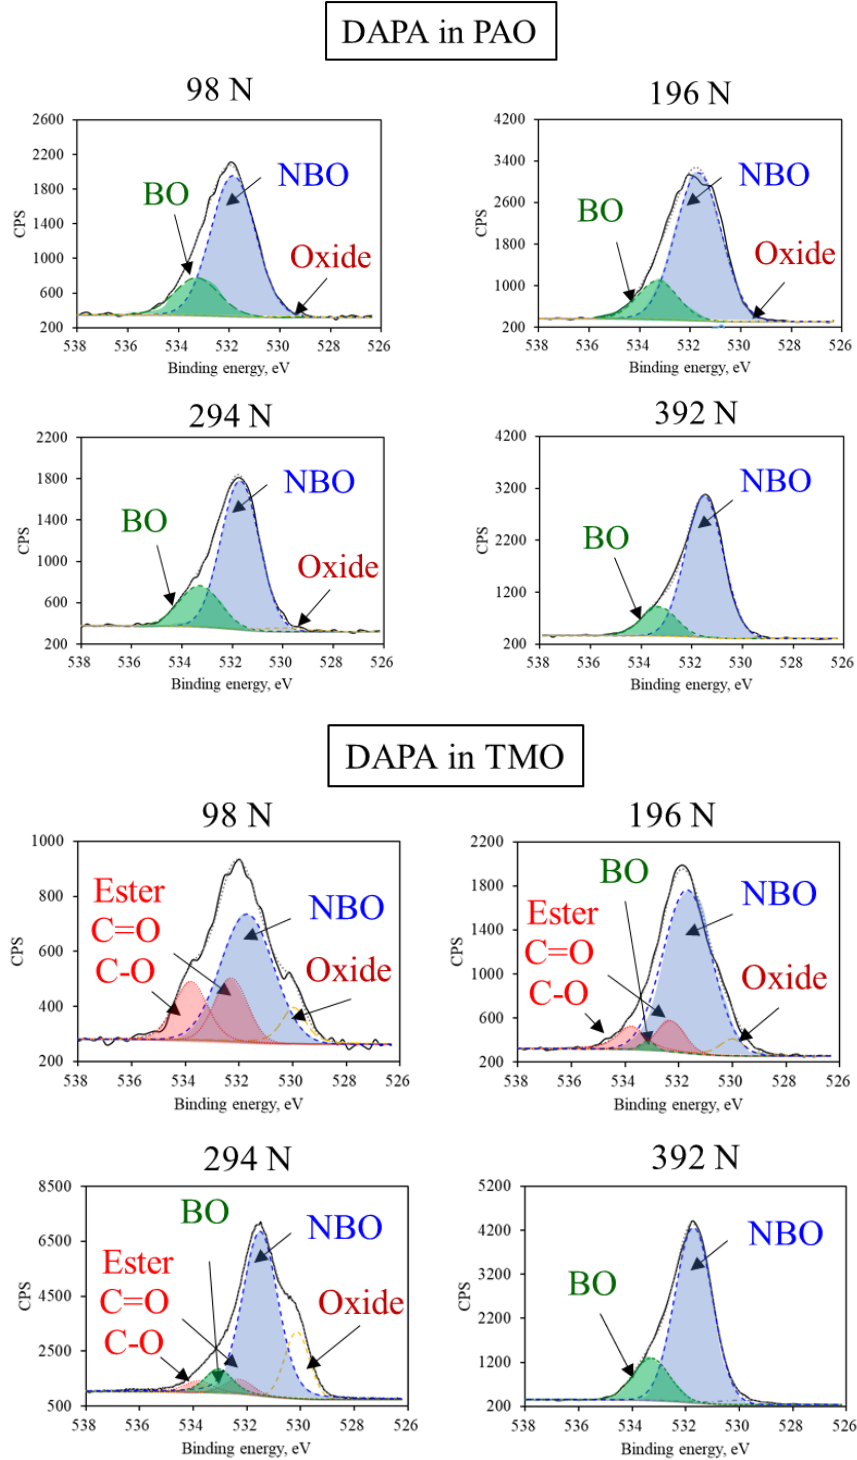 DAPA in PAO
98 N
2600
2200
1800
1400
1000
600
200
CPS
BO
NBO
Oxide
538 536 534 532 530 528 526
Binding energy, eV
196 N
4200
3400
2600
1800
1000
200
CPS
BO
NBO
Oxide
538 536 534 532 530 528 526
Binding energy, eV
294 N
2200
1800
1400
1000
600
200
CPS
BO
NBO
Oxide
538 536 534 532 530 528 526
Binding energy, eV
392 N
4200
3200
2200
1200
200
CPS
BO
NBO
538 536 534 532 530 528 526
Binding energy, eV
DAPA in TMO
98 N
1000
800
600
400
200
CPS
Ester
C=O
C-O
NBO
Oxide
538 536 534 532 530 528 526
Binding energy, eV
196 N
2200
1800
1400
1000
600
200
CPS
BO
Ester
C=O
C-O
NBO
Oxide
538 536 534 532 530 528 526
Binding energy, eV
294 N
8500
6500
4500
2500
500
CPS
BO
Ester
C=O
C-O
NBO
Oxide
538 536 534 532 530 528 526
Binding energy, eV
392 N
5200
4200
3200
2200
1200
200
CPS
BO
NBO
538 536 534 532 530 528 526
Binding energy, eV